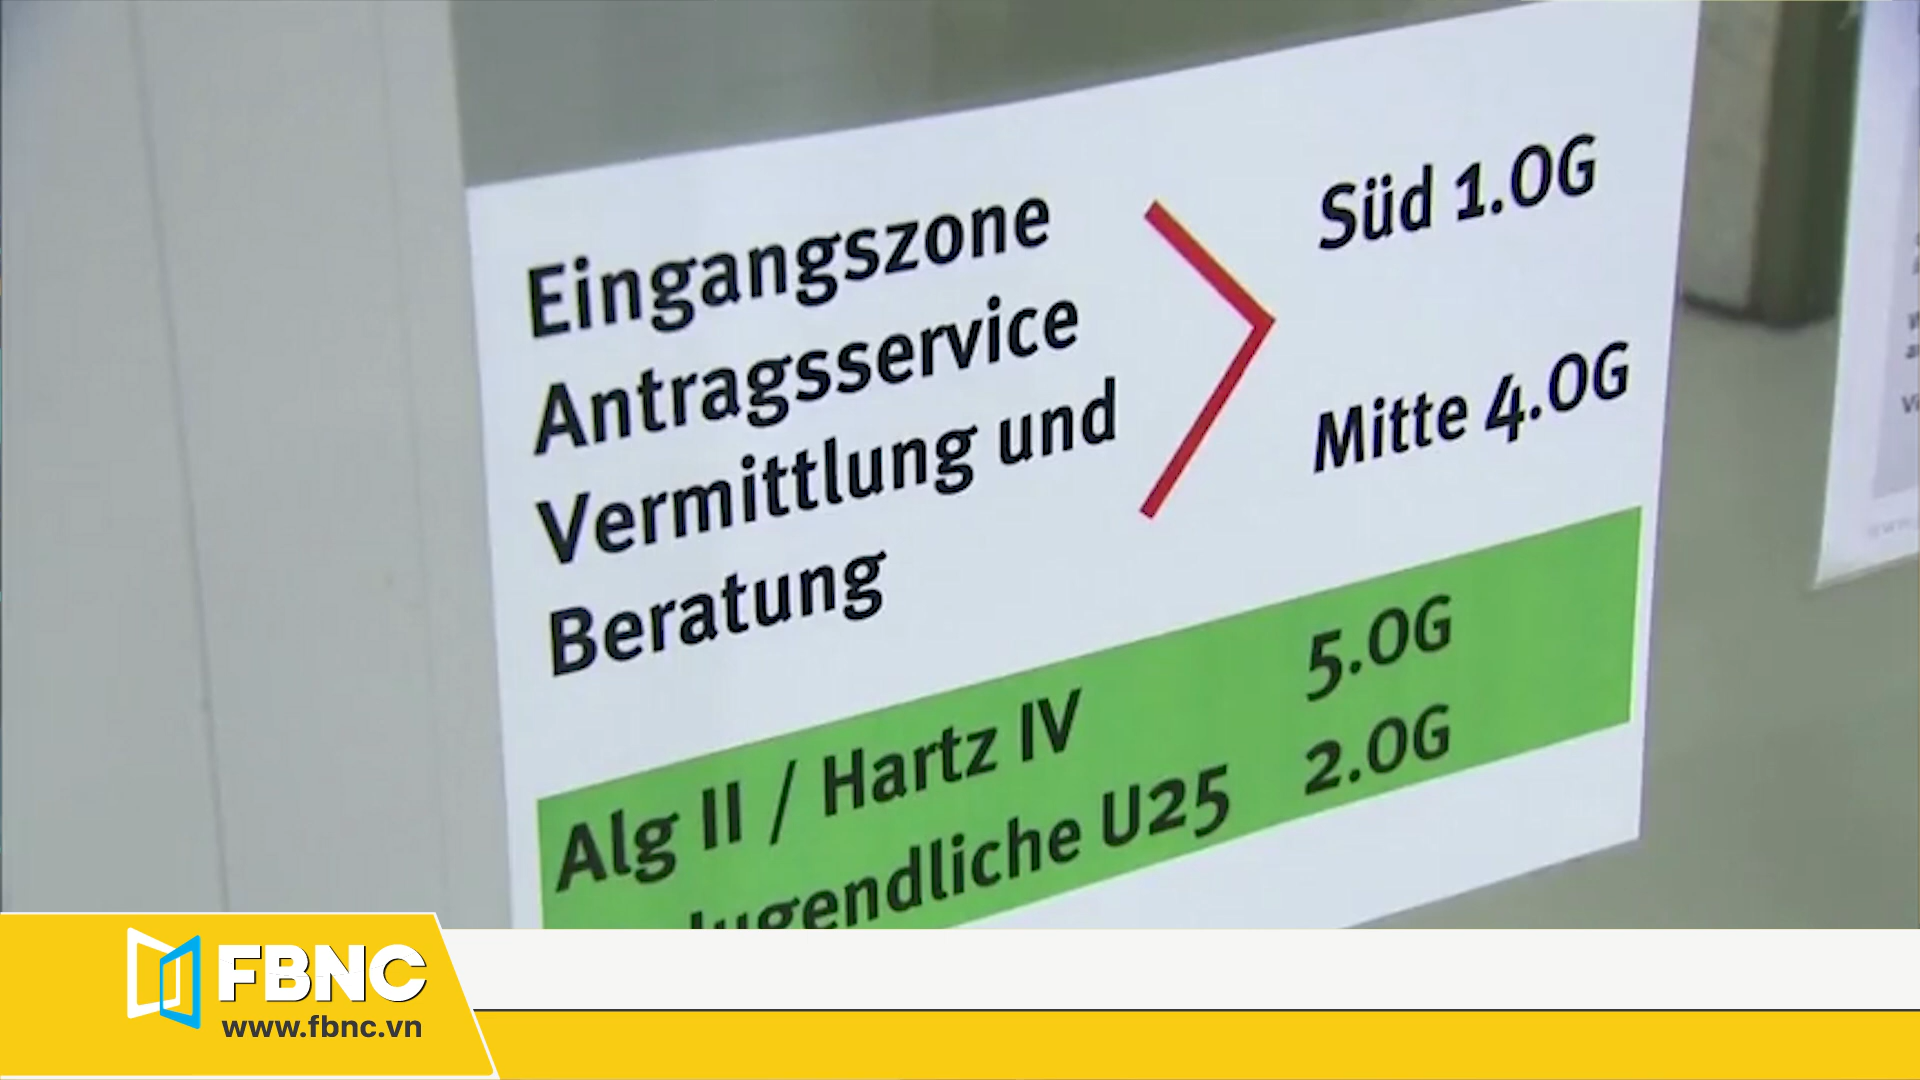 Eingangszone
Antragsservice
Vermittlung und
Beratung
Süd 1.OG
Mitte 4.OG
Alg II / Hartz IV 5.OG
Jugendliche U25 2.OG
FBNC
www.fbnc.vn